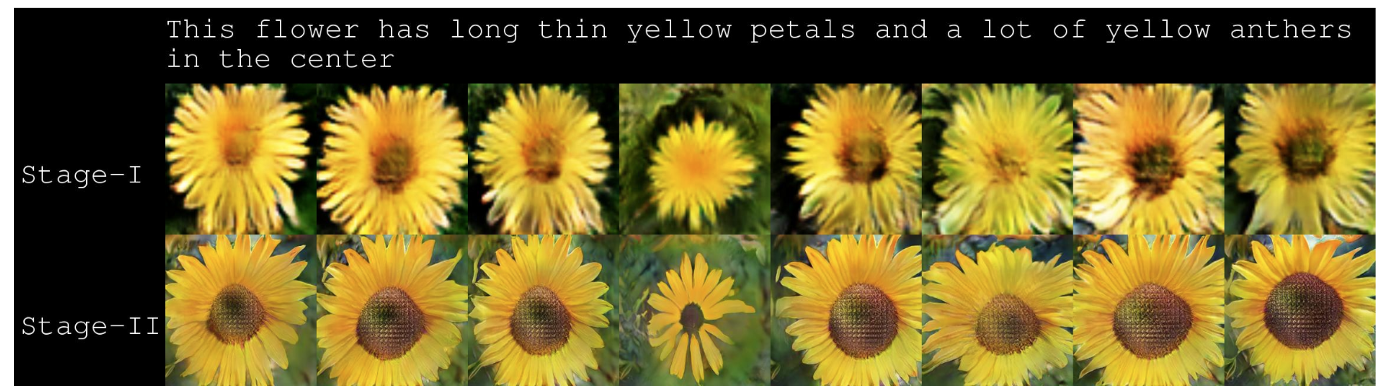 This flower has long thin yellow petals and a lot of yellow anthers
in the center
Stage-I
Stage-II